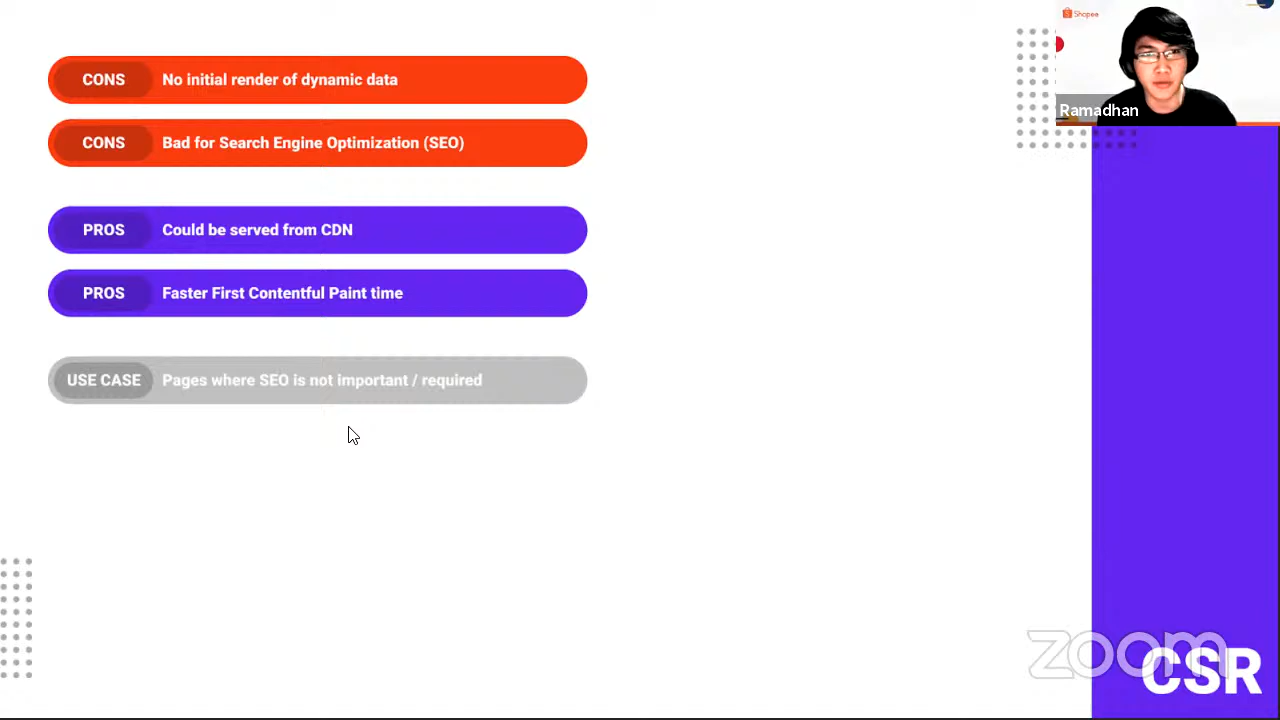 CONS No initial render of dynamic data
CONS Bad for Search Engine Optimization (SEO)
PROS Could be served from CDN
PROS Faster First Contentful Paint time
USE CASE Pages where SEO is not important / required
Shopee
Ramadhan
zoom
CSR